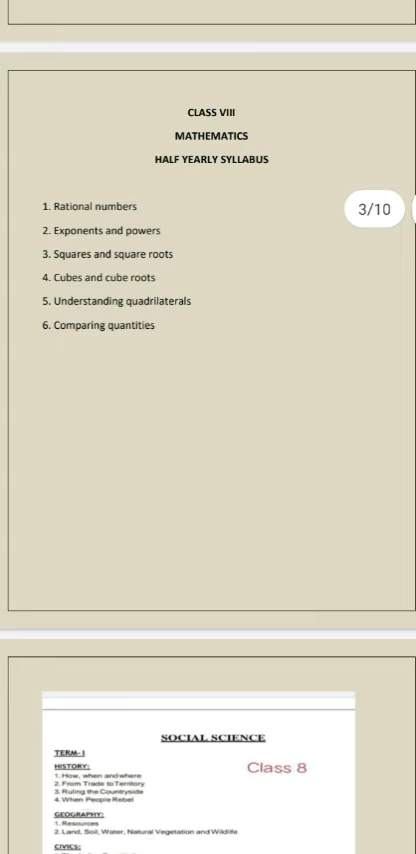 CLASS VIII
MATHEMATICS
HALF YEARLY SYLLABUS
3/10
1. Rational numbers
2. Exponents and powers
3. Squares and square roots
4. Cubes and cube roots
5. Understanding quadrilaterals
6. Comparing quantities
SOCIAL SCIENCE
TERM- I
Class 8
HISTORY:
1. How, when and where
2. From Trade to Territory
3. Ruling the Countryside
4. When People Rebel
GEOGRAPHY:
1. Resources
2. Land, Soil, Water, Natural Vegetation and Wildlife
CIVICS: